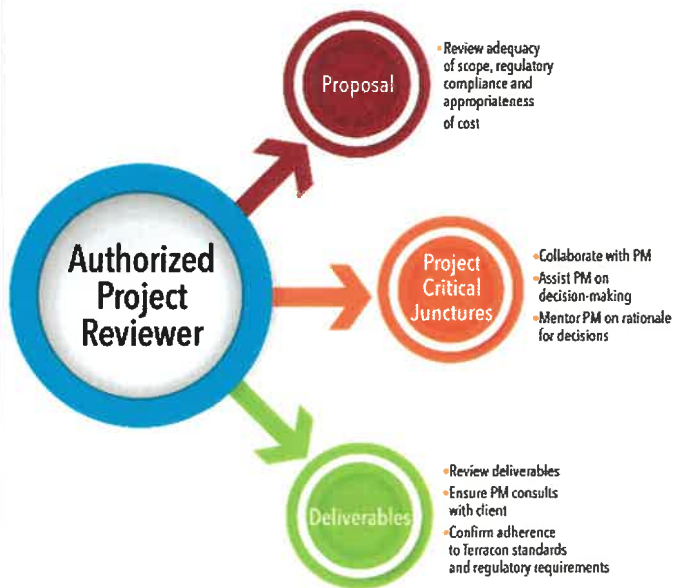 Proposal
•Review adequacy
of scope, regulatory
compliance and
appropriateness
of cost
Authorized
Project
Reviewer
Project
Critical
Junctures
•Collaborate with PM
•Assist PM on
decision-making
•Mentor PM on rationale
for decisions
Deliverables
•Review deliverables
•Ensure PM consults
with client
•Confirm adherence
to Terracon standards
and regulatory requirements